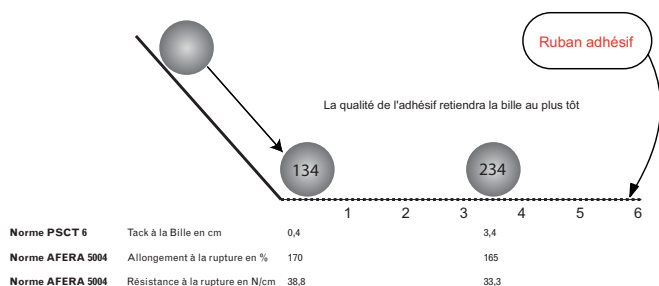 Ruban adhésif
La qualité de l'adhésif retiendra la bille au plus tôt
134 234
1 2 3 4 5 6
Norme PSCT 6 Tack à la Bille en cm 0,4 3,4
Norme AFERA 5004 Allongement à la rupture en % 170 165
Norme AFERA 5004 Résistance à la rupture en N/cm 38,8 33,3